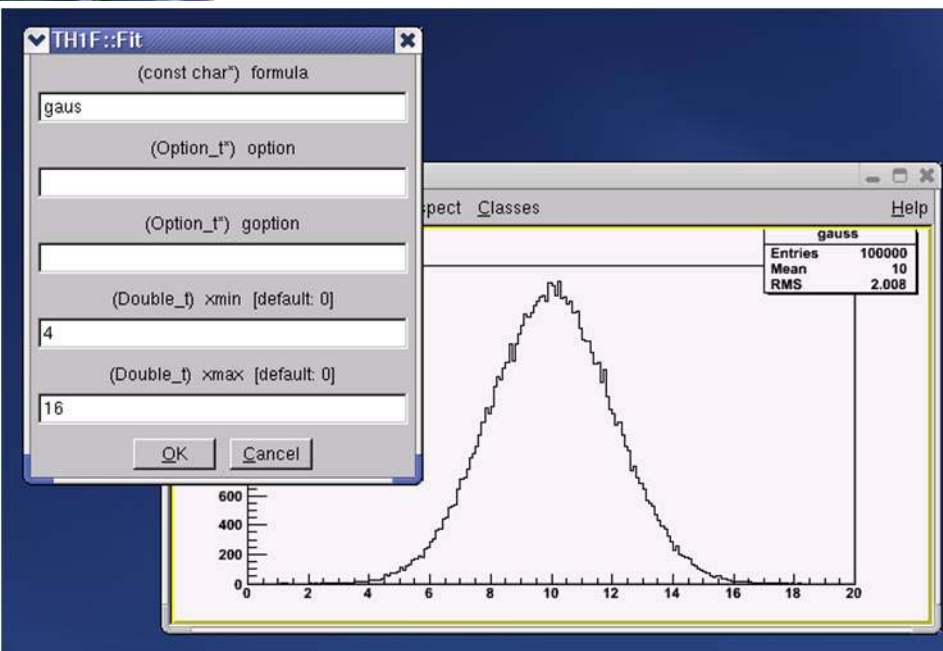 TH1F::Fit
(const char*) formula
gaus
(Option_t*) option
(Option_t*) goption
(Double_t) xmin [default: 0]
4
(Double_t) xmax [default: 0]
16
OK Cancel
Classes Help
gauss
Entries 100000
Mean 10
RMS 2.008
600
400
200
0
0 2 4 6 8 10 12 14 16 18 20